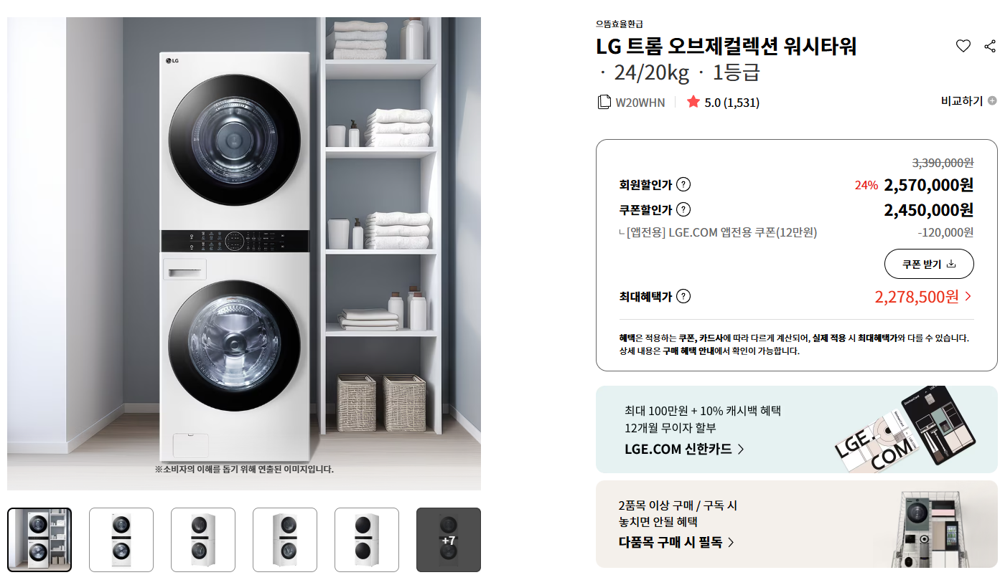 LG
※소비자의 이해를 돕기 위해 연출된 이미지입니다.
+7
으뜸효율환급
LG 트롬 오브제컬렉션 워시타워
· 24/20kg · 1등급
W20WHN
5.0 (1,531)
비교하기
3,390,000원
회원할인가 ?
24% 2,570,000원
쿠폰할인가 ?
2,450,000원
ㄴ[앱전용] LGE.COM 앱전용 쿠폰(12만원)
-120,000원
쿠폰 받기
최대혜택가 ?
2,278,500원 >
혜택은 적용하는 쿠폰, 카드사에 따라 다르게 계산되어, 실제 적용 시 최대혜택가와 다를 수 있습니다.
상세 내용은 구매 혜택 안내에서 확인이 가능합니다.
최대 100만원 + 10% 캐시백 혜택
12개월 무이자 할부
LGE.COM 신한카드 >
LGE.
COM
2품목 이상 구매 / 구독 시
놓치면 안될 혜택
다품목 구매 시 필독 >